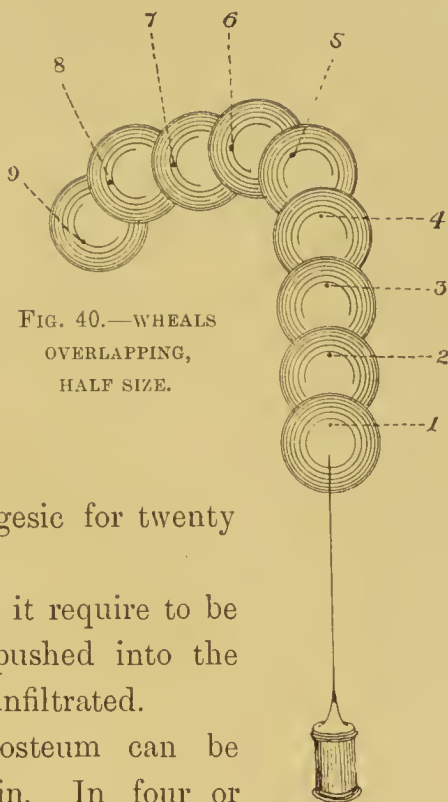 7 6 5
8
9
4
3
2
1
FIG. 40.—WHEALS
OVERLAPPING,
HALF SIZE.
gesic for twenty
it require to be
pushed into the
infiltrated.
osteum can be
in. In four or